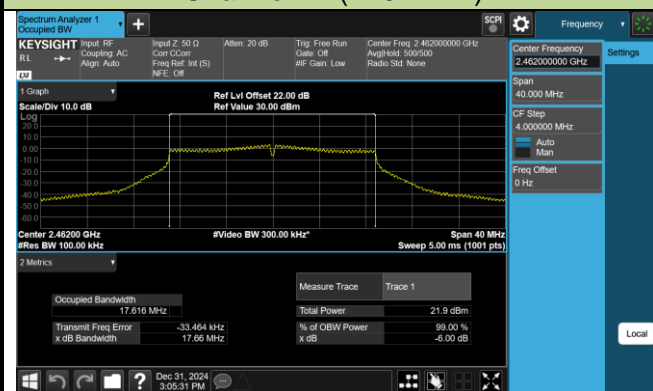 Spectrum Analyzer 1
Occupied BW
+
SCPI
Frequency
KEYSIGHT
RL
Input: RF
Coupling: AC
Align: Auto
Input Z: 50 Ω
Corr CCorr
Freq Ref: Int (S)
NFE: Off
Atten: 20 dB
Trig: Free Run
Gate: Off
#IF Gain: Low
Center Freq: 2.462000000 GHz
Avg|Hold: 500/500
Radio Std: None
Center Frequency
2.462000000 GHz
Settings
Span
40.000 MHz
CF Step
4.000000 MHz
Auto
Man
Freq Offset
0 Hz
Local
1 Graph
Scale/Div 10.0 dB
Ref Lvl Offset 22.00 dB
Ref Value 30.00 dBm
Log
20.0
10.0
0.00
-10.0
-20.0
-30.0
-40.0
-50.0
-60.0
Center 2.46200 GHz
#Res BW 100.00 kHz
#Video BW 300.00 kHz*
Span 40 MHz
Sweep 5.00 ms (1001 pts)
2 Metrics
Measure Trace
Trace 1
Occupied Bandwidth
17.616 MHz
Total Power
21.9 dBm
Transmit Freq Error
-33.464 kHz
% of OBW Power
99.00 %
x dB Bandwidth
17.66 MHz
x dB
-6.00 dB
?
Dec 31, 2024
3:05:31 PM